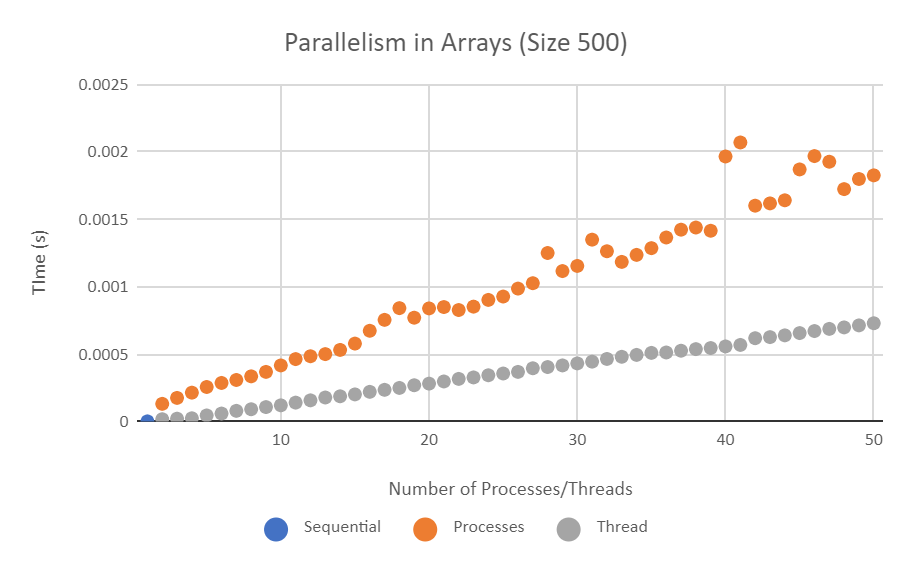 Parallelism in Arrays (Size 500)
0.0025
0.002
0.0015
0.001
0.0005
0
TIme (s)
10 20 30 40 50
Number of Processes/Threads
Sequential Processes Thread